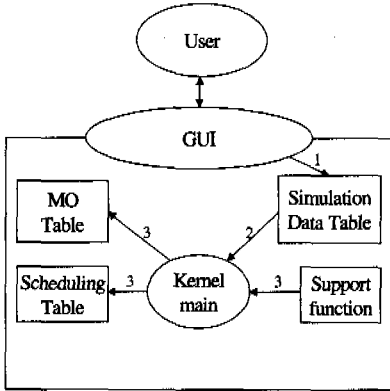 User
GUI
1
MO
Table
Simulation
Data Table
3
2
Scheduling
Table
3
Kernel
main
3
Support
function